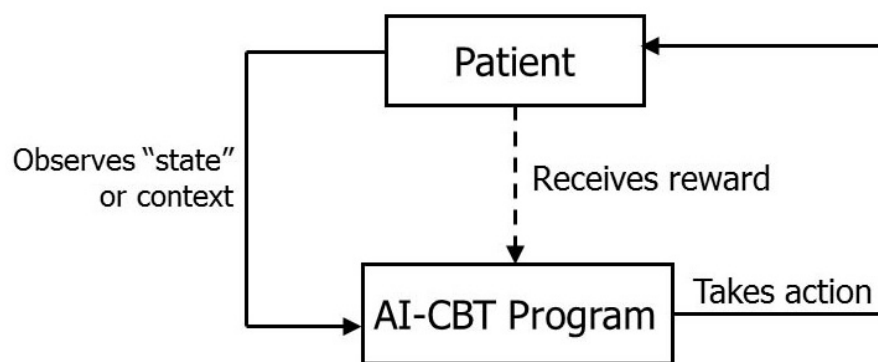 Patient
Observes “state”
or context
Receives reward
AI-CBT Program
Takes action